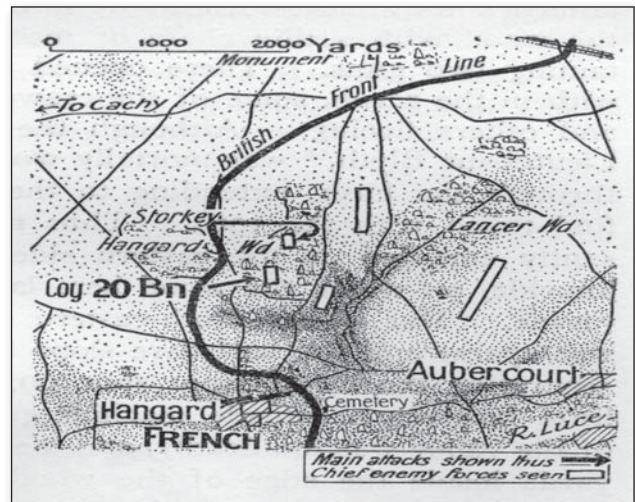 0 1000 2000 Yards
Monument
To Cachy
British Front Line
Storkey
Hangard Wd
Lancer Wd
Coy 20 Bn
Aubercourt
Hangard
Cemetery
FRENCH
R. Luce
Main attacks shown thus
Chief enemy forces seen